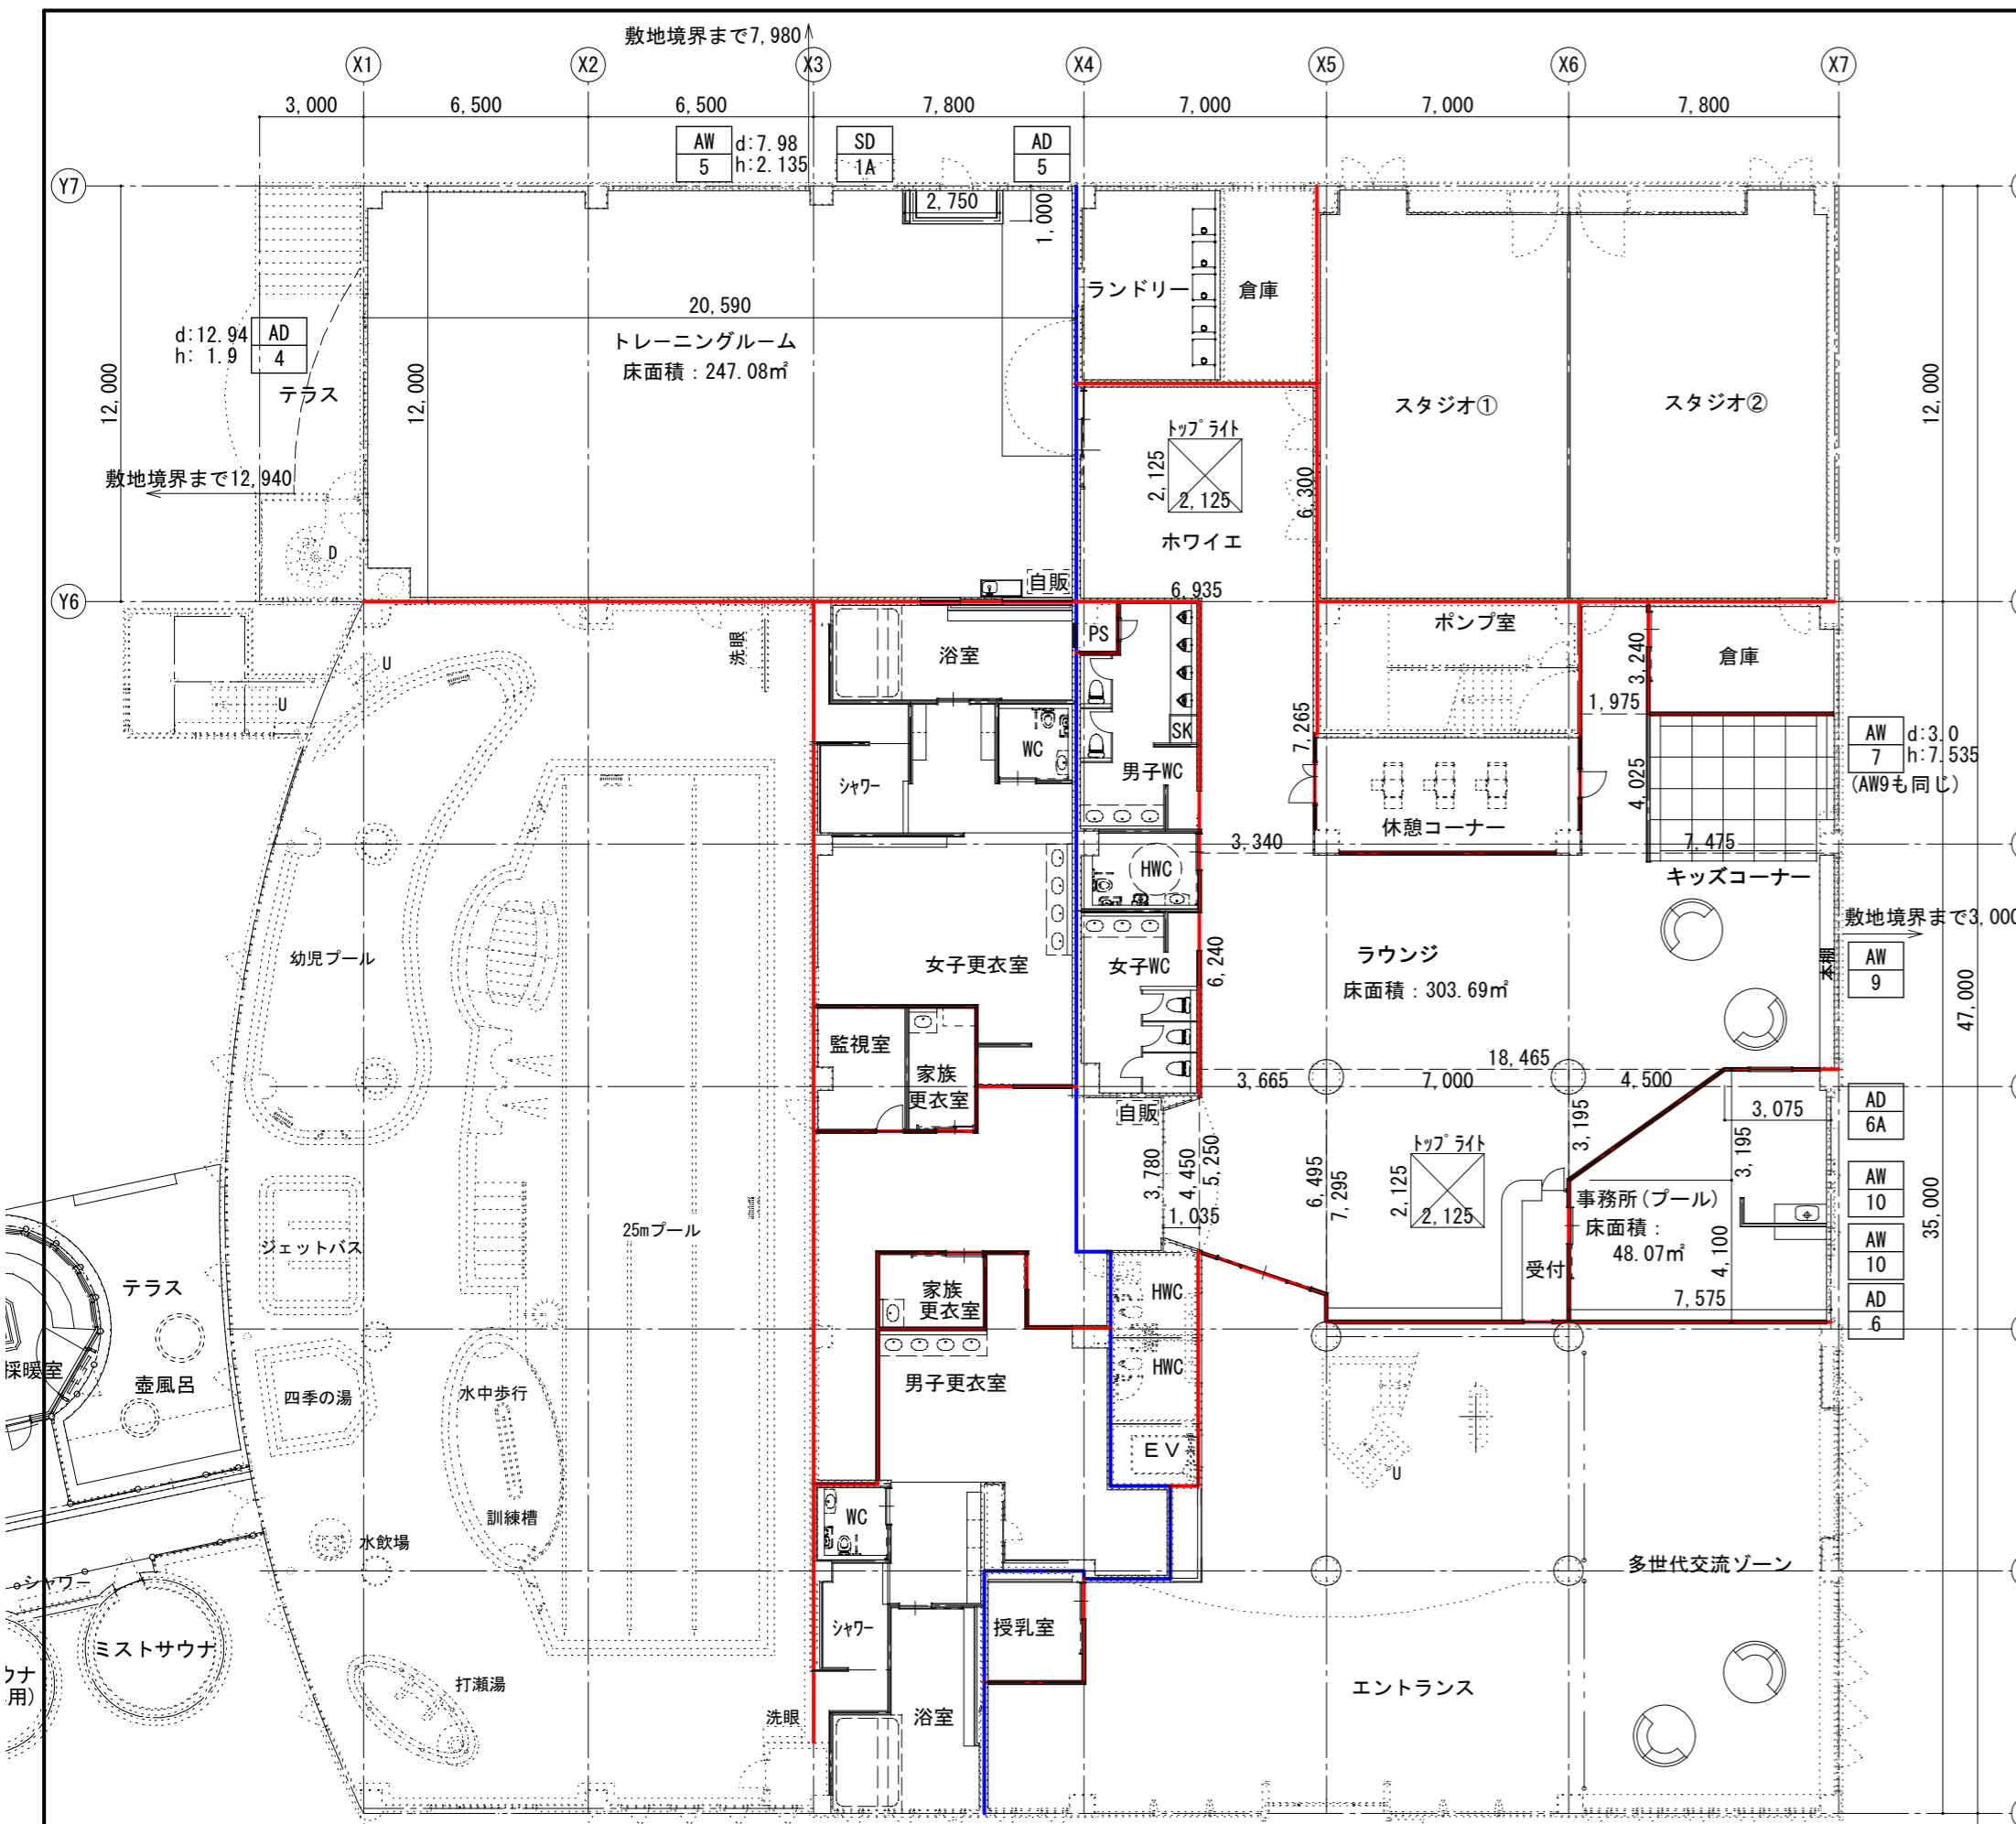 敷地境界まで7,980
X1
X2
X3
X4
X5
X6
X7
3,000
6,500
6,500
7,800
7,000
7,000
7,800
AW
5
d:7.98
h:2.135
SD
1A
AD
5
Y7
2,750
1,000
ランドリー
倉庫
20,590
トレーニングルーム
床面積：247.08㎡
d:12.94
h: 1.9
AD
4
テラス
12,000
12,000
スタジオ①
スタジオ②
12,000
トップライト
2,125
2,125
6,300
敷地境界まで12,940
ホワイエ
D
自販
Y6
6,935
PS
ポンプ室
洗眼
浴室
3,240
倉庫
U
U
1,975
SK
WC
7,265
AW
7
d:3.0
h:7.535
(AW9も同じ)
シャワー
男子WC
4,025
休憩コーナー
3,340
7,475
HWC
キッズコーナー
敷地境界まで3,000
幼児プール
女子更衣室
女子WC
6,240
ラウンジ
床面積：303.69㎡
本棚
AW
9
47,000
監視室
家族
更衣室
18,465
3,665
7,000
4,500
自販
3,075
AD
6A
3,195
3,195
トップライト
3,780
4,450
5,250
6,495
7,295
2,125
2,125
1,035
事務所(プール)
床面積：
48.07㎡
AW
10
35,000
25mプール
ジェットバス
テラス
家族
更衣室
HWC
受付
4,100
7,575
AW
10
AD
6
採暖室
壺風呂
四季の湯
水中歩行
男子更衣室
HWC
EV
U
訓練槽
WC
水飲場
シャワー
多世代交流ゾーン
ミストサウナ
シャワー
授乳室
ウナ
用)
打瀬湯
洗眼
浴室
エントランス